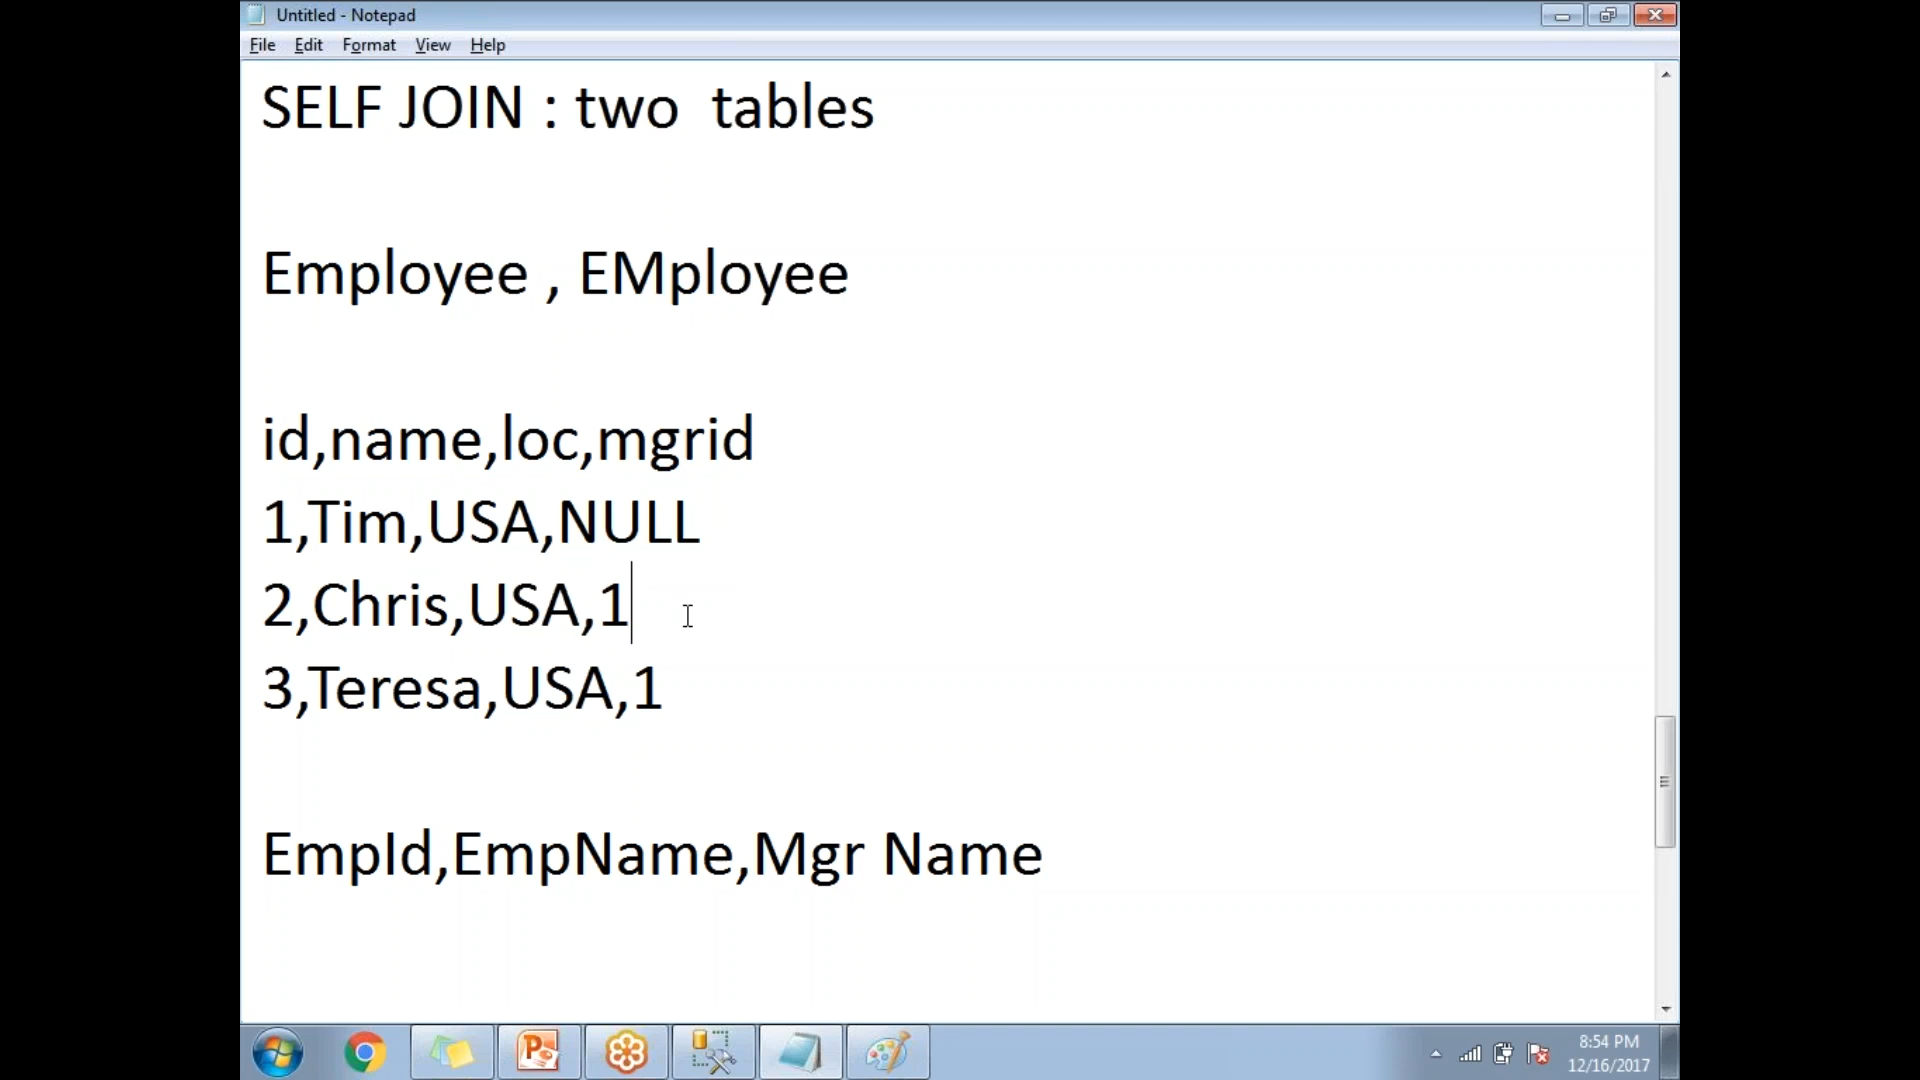 Untitled - Notepad
File Edit Format View Help
SELF JOIN : two  tables
Employee , EMployee
id,name,loc,mgrid
1,Tim,USA,NULL
2,Chris,USA,1
3,Teresa,USA,1
EmpId,EmpName,Mgr Name
8:54 PM
12/16/2017